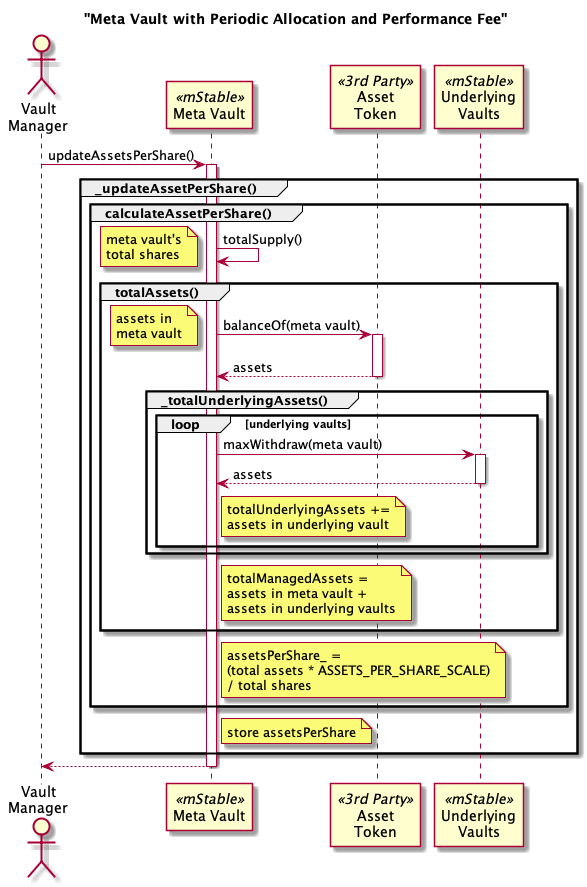 "Meta Vault with Periodic Allocation and Performance Fee"
Vault
Manager
«mStable»
Meta Vault
«3rd Party»
Asset
Token
«mStable»
Underlying
Vaults
updateAssetsPerShare()
_updateAssetPerShare()
calculateAssetPerShare()
meta vault's
total shares
totalSupply()
totalAssets()
assets in
meta vault
balanceOf(meta vault)
assets
_totalUnderlyingAssets()
loop [underlying vaults]
maxWithdraw(meta vault)
assets
totalUnderlyingAssets +=
assets in underlying vault
totalManagedAssets =
assets in meta vault +
assets in underlying vaults
assetsPerShare_ =
(total assets * ASSETS_PER_SHARE_SCALE)
/ total shares
store assetsPerShare
Vault
Manager
«mStable»
Meta Vault
«3rd Party»
Asset
Token
«mStable»
Underlying
Vaults